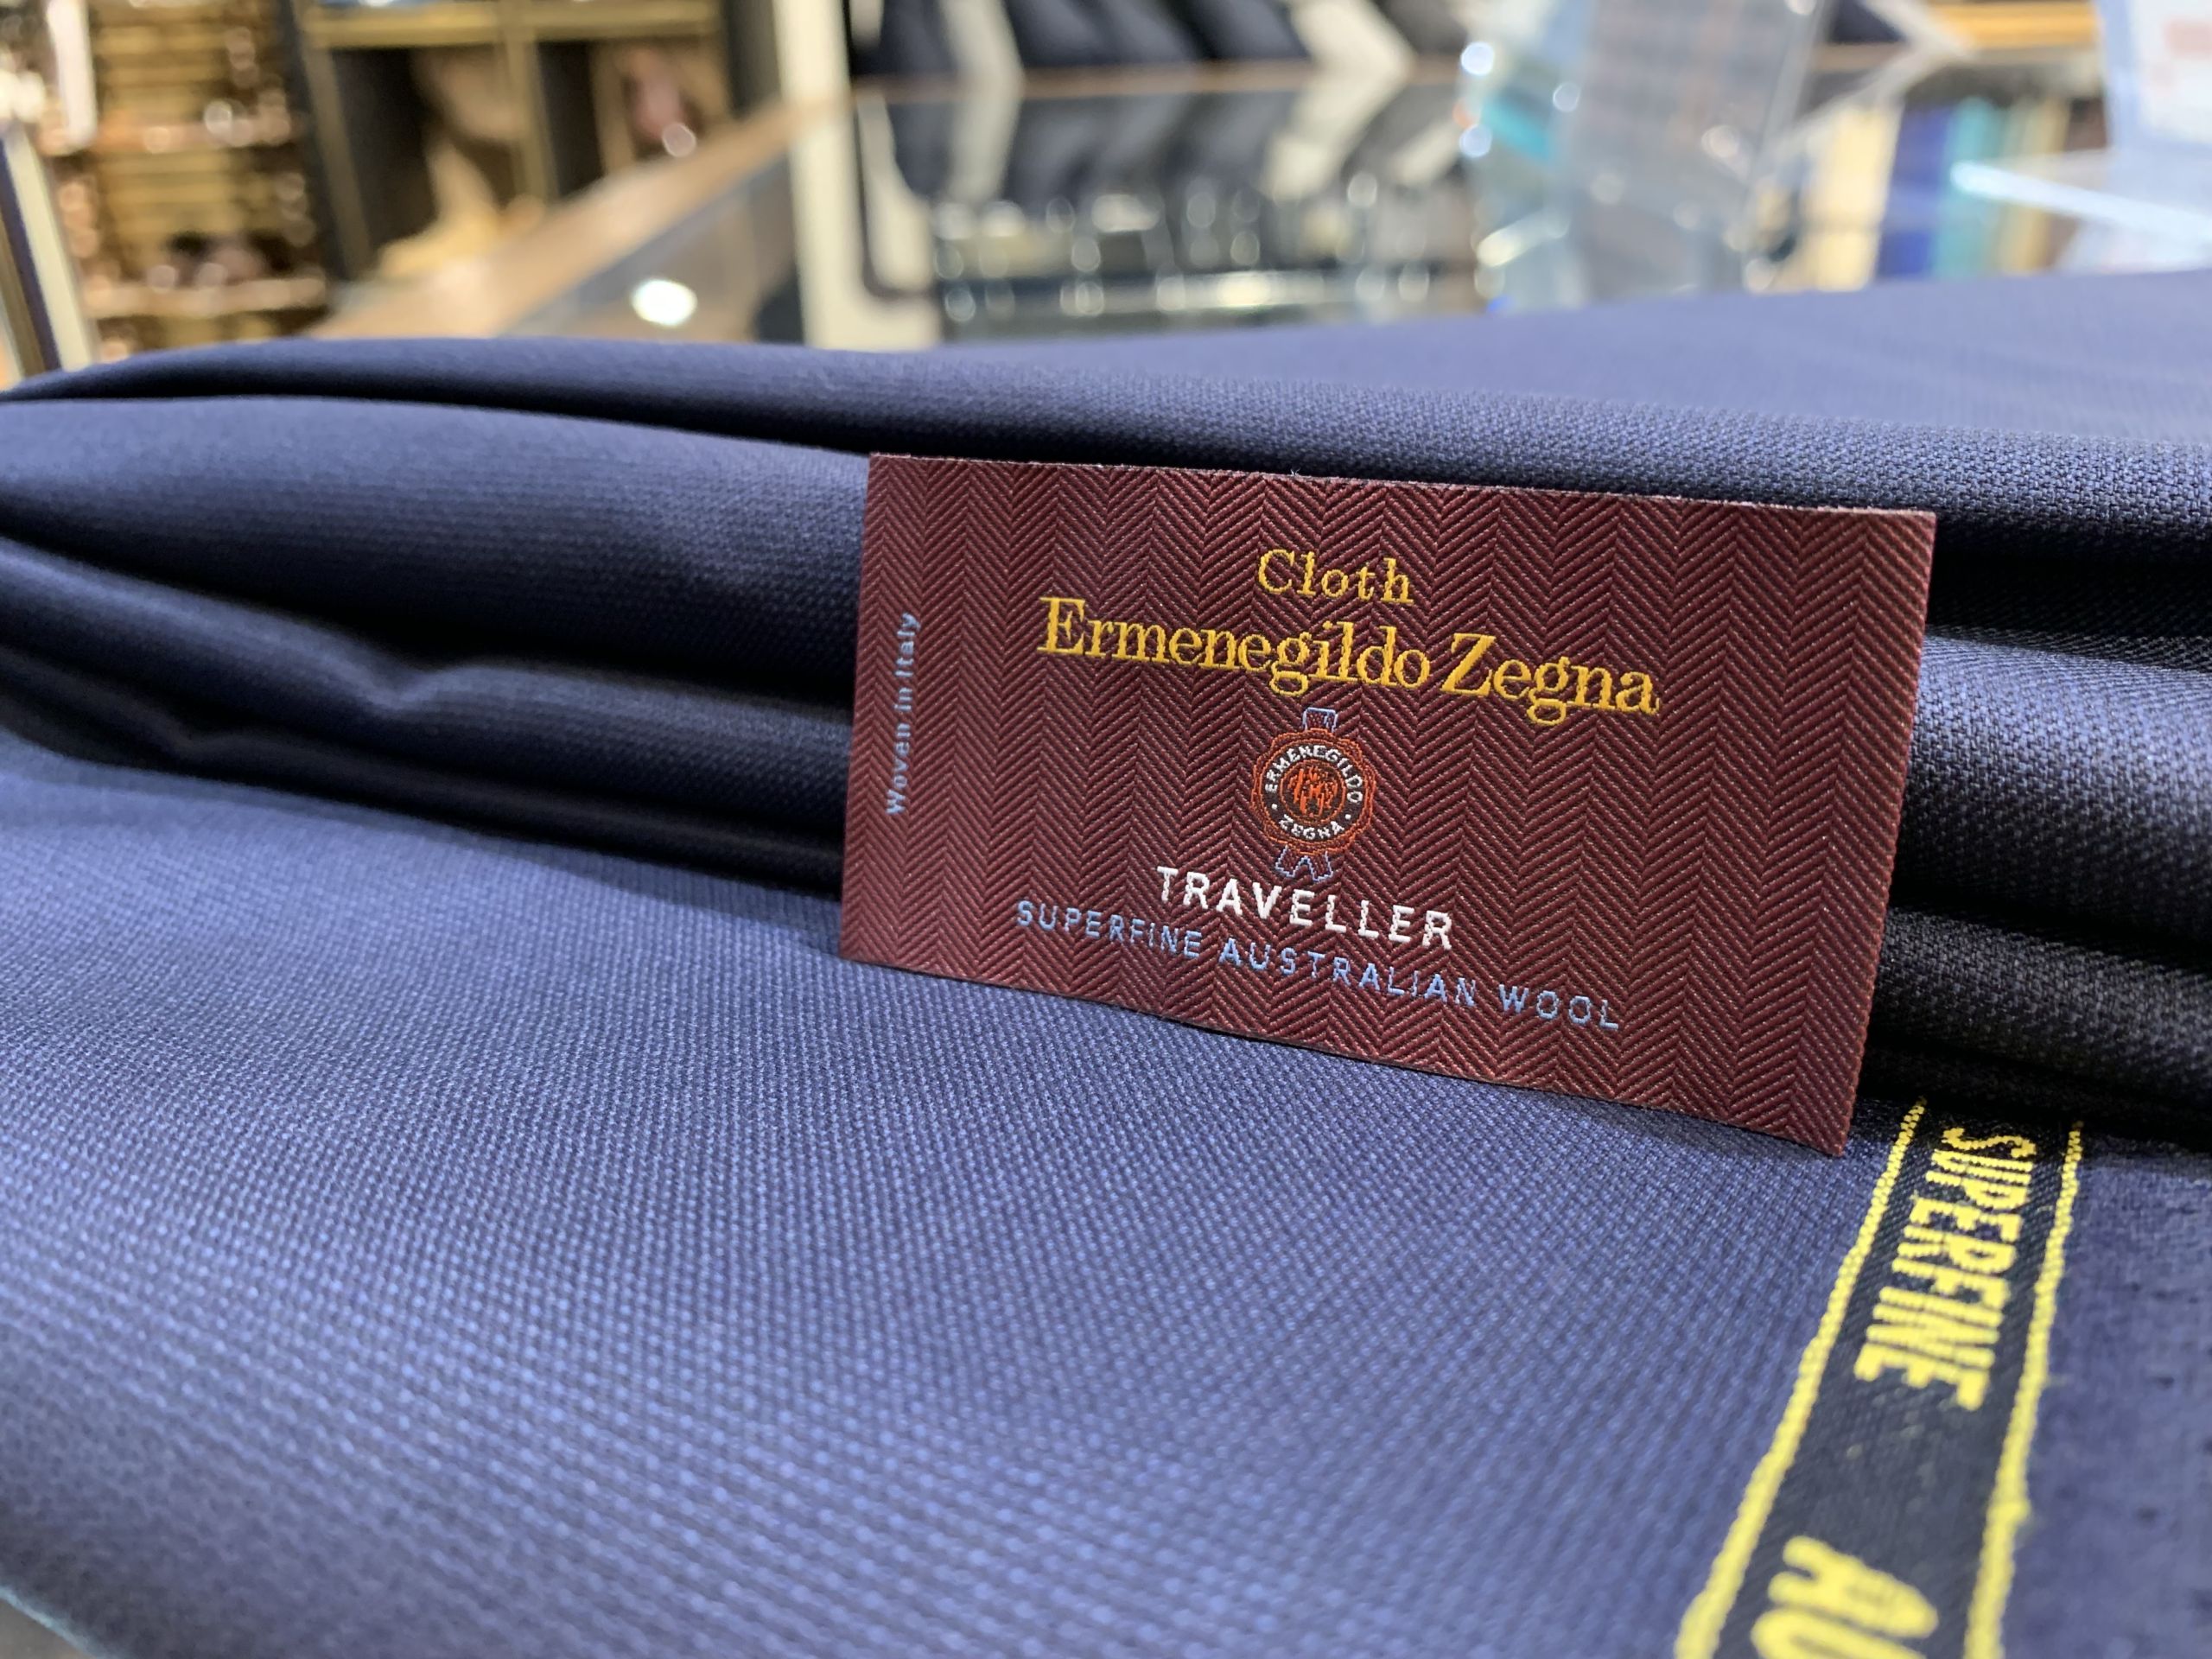 Cloth
Ermenegildo Zegna
Woven in Italy
ERMENEGILDO
ZEGNA
TRAVELLER
SUPERFINE AUSTRALIAN WOOL
SUPERFINE